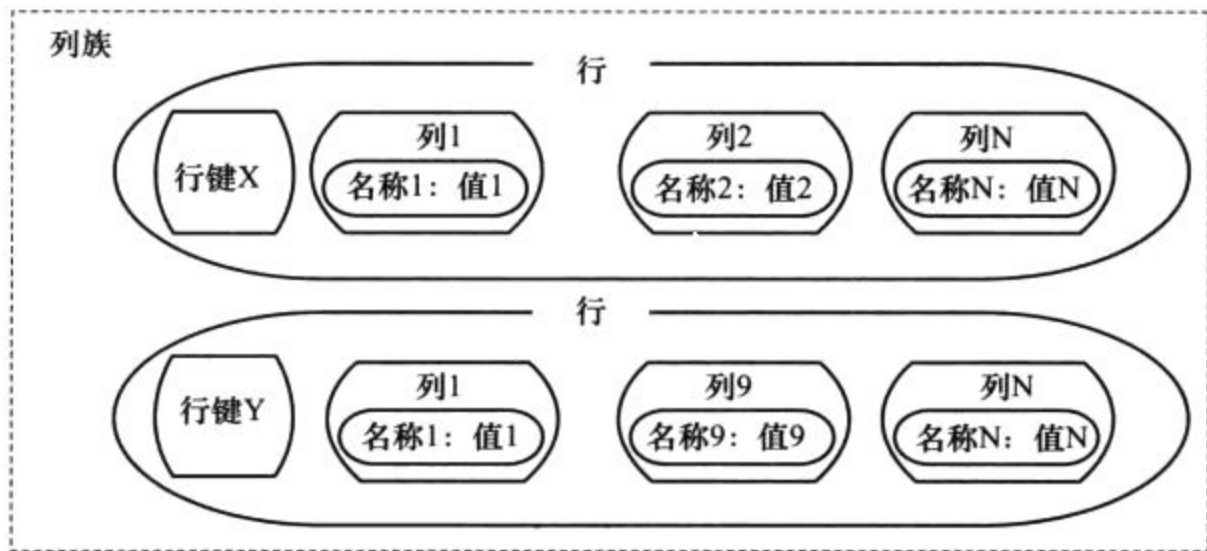 列族
行
行键X
列1
名称1：值1
列2
名称2：值2
列N
名称N：值N
行
行键Y
列1
名称1：值1
列9
名称9：值9
列N
名称N：值N